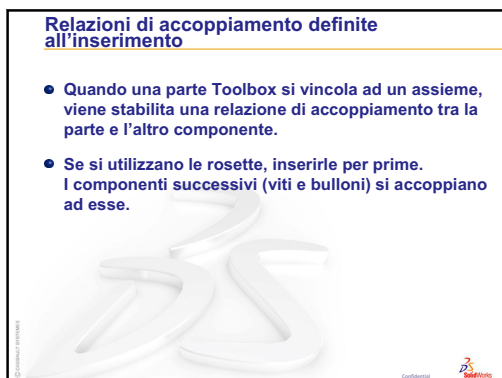 Relazioni di accoppiamento definite
all'inserimento
Quando una parte Toolbox si vincola ad un assieme,
viene stabilita una relazione di accoppiamento tra la
parte e l'altro componente.
Se si utilizzano le rosette, inserirle per prime.
I componenti successivi (viti e bulloni) si accoppiano
ad esse.
© DASSAULT SYSTEMES
Confidential
SolidWorks